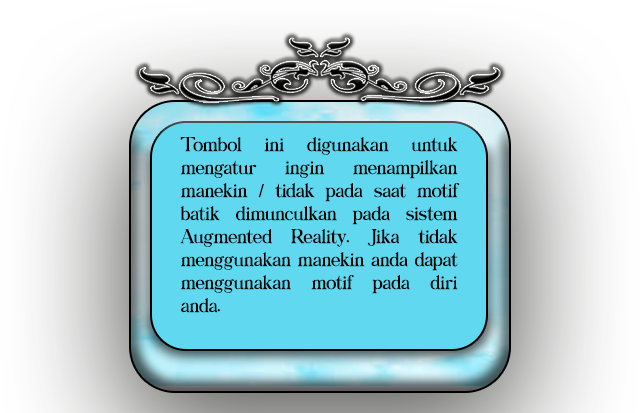 Tombol ini digunakan untuk
mengatur ingin menampilkan
manekin / tidak pada saat motif
batik dimunculkan pada sistem
Augmented Reality. Jika tidak
menggunakan manekin anda dapat
menggunakan motif pada diri
anda.